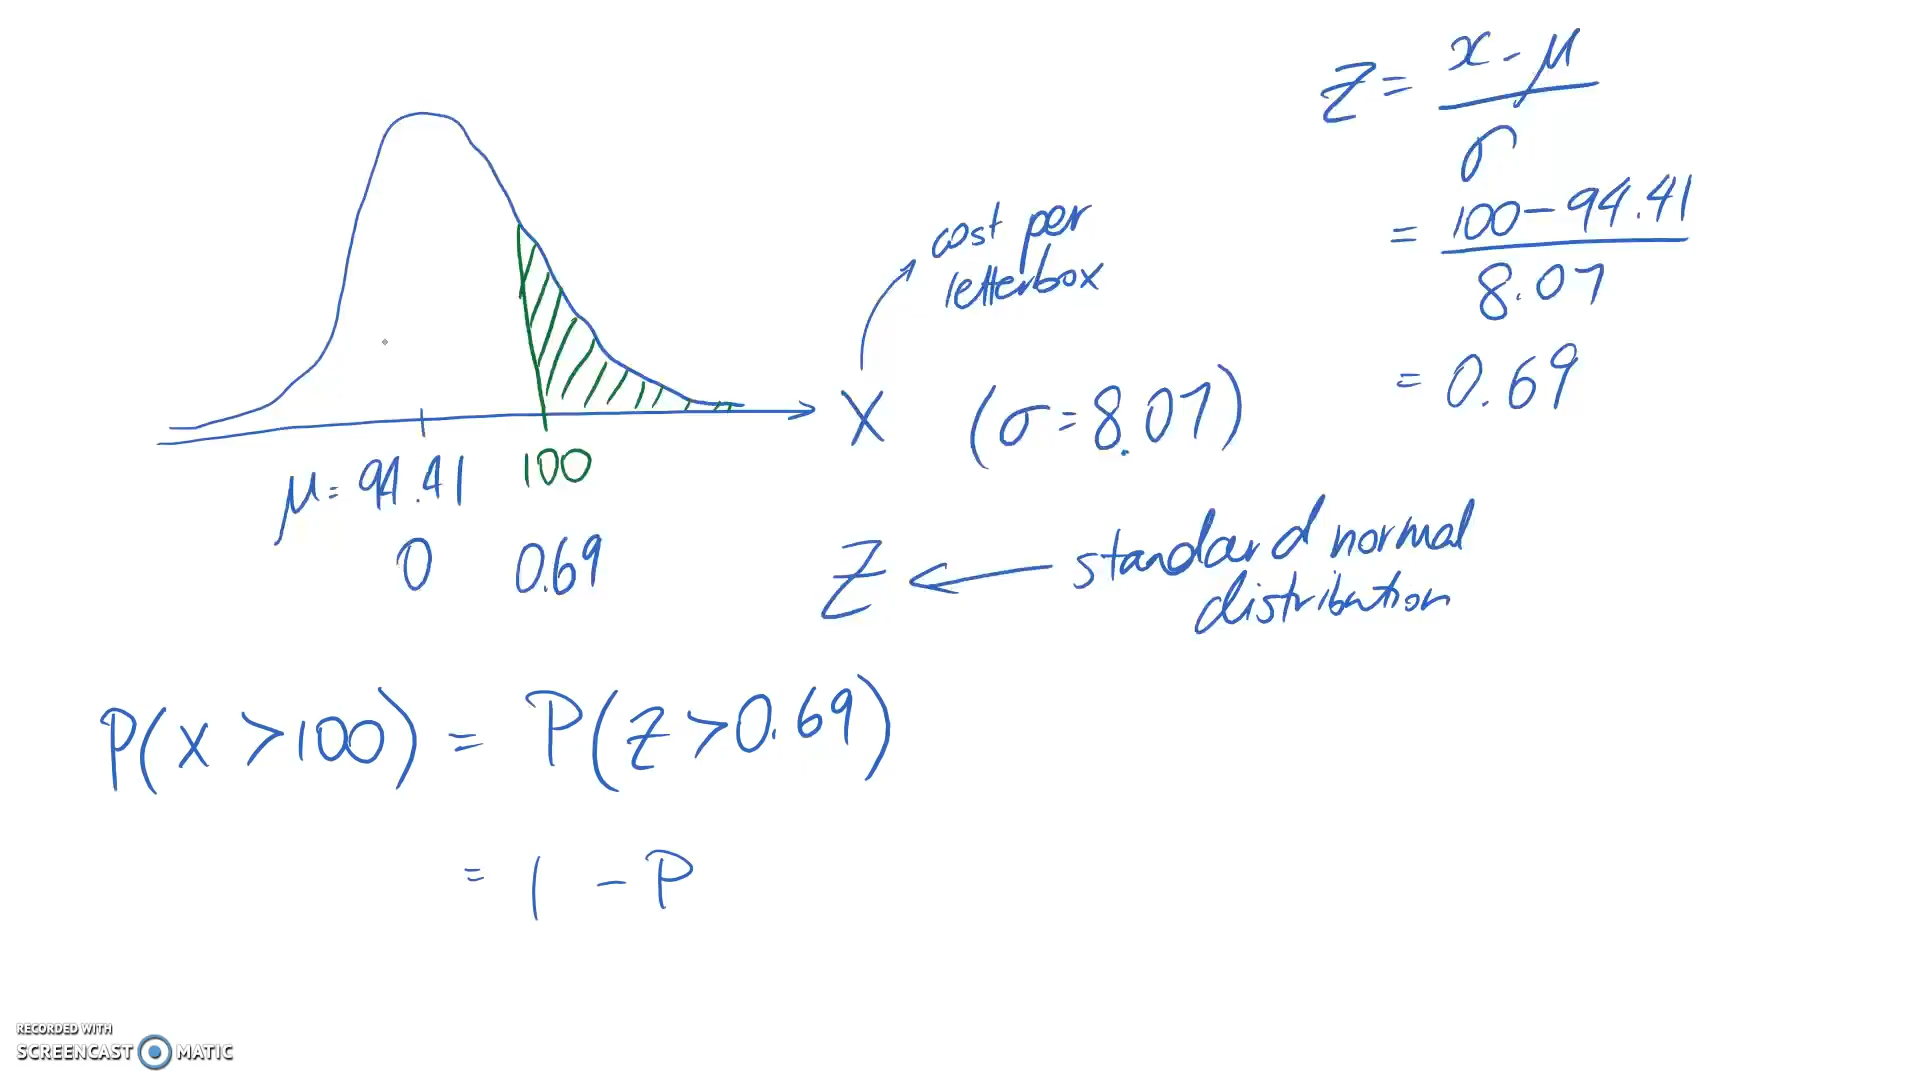 z = x - μ / σ
= 100 - 94.41 / 8.07
= 0.69
cost per
letterbox
X (σ = 8.07)
μ = 94.41 100
0 0.69
Z ← standard normal
distribution
P(X > 100) = P(Z > 0.69)
= 1 - P
RECORDED WITH
SCREENCAST MATIC